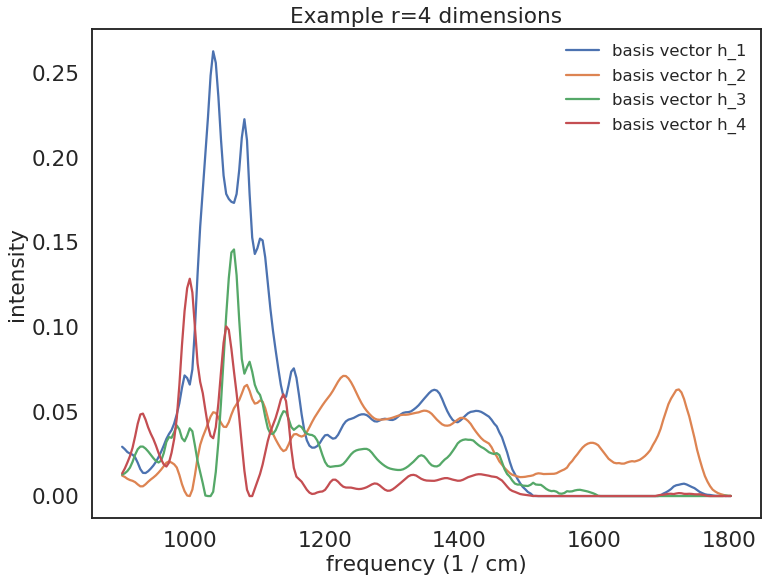 Example r=4 dimensions
basis vector h_1
basis vector h_2
basis vector h_3
basis vector h_4
intensity
0.25
0.20
0.15
0.10
0.05
0.00
1000 1200 1400 1600 1800
frequency (1 / cm)